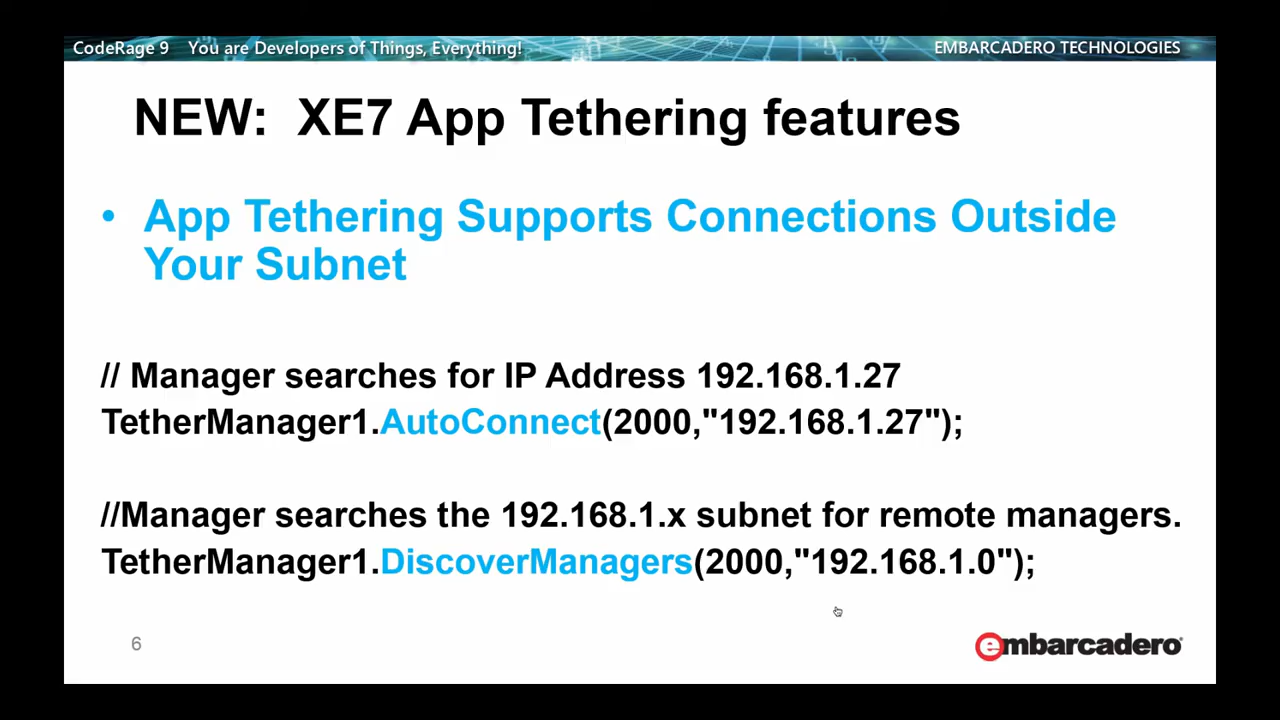 CodeRage 9 You are Developers of Things, Everything! EMBARCADERO TECHNOLOGIES
NEW: XE7 App Tethering features
• App Tethering Supports Connections Outside
Your Subnet
// Manager searches for IP Address 192.168.1.27
TetherManager1.AutoConnect(2000,"192.168.1.27");
//Manager searches the 192.168.1.x subnet for remote managers.
TetherManager1.DiscoverManagers(2000,"192.168.1.0");
6
embarcadero